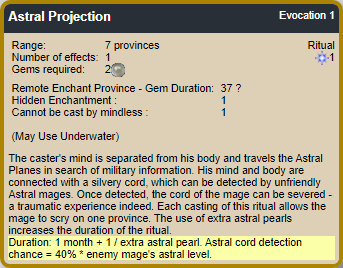 Astral Projection Evocation 1
Range: 7 provinces Ritual
Number of effects: 1 1
Gems required: 2
Remote Enchant Province - Gem Duration: 37 ?
Hidden Enchantment : 1
Cannot be cast by mindless : 1
(May Use Underwater)
The caster's mind is separated from his body and travels the Astral
Planes in search of military information. His mind and body are
connected with a silvery cord, which can be detected by unfriendly
Astral mages. Once detected, the cord of the mage can be severed -
a traumatic experience indeed. Each casting of this ritual allows the
mage to scry on one province. The use of extra astral pearls
increases the duration of the ritual.
Duration: 1 month + 1 / extra astral pearl. Astral cord detection
chance = 40% * enemy mage's astral level.